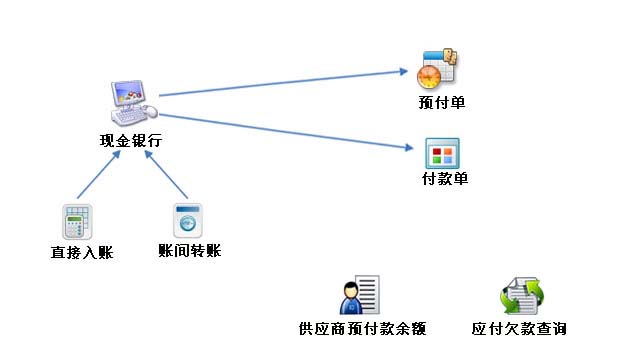 预付单
现金银行
付款单
直接入账
账间转账
供应商预付款余额
应付欠款查询